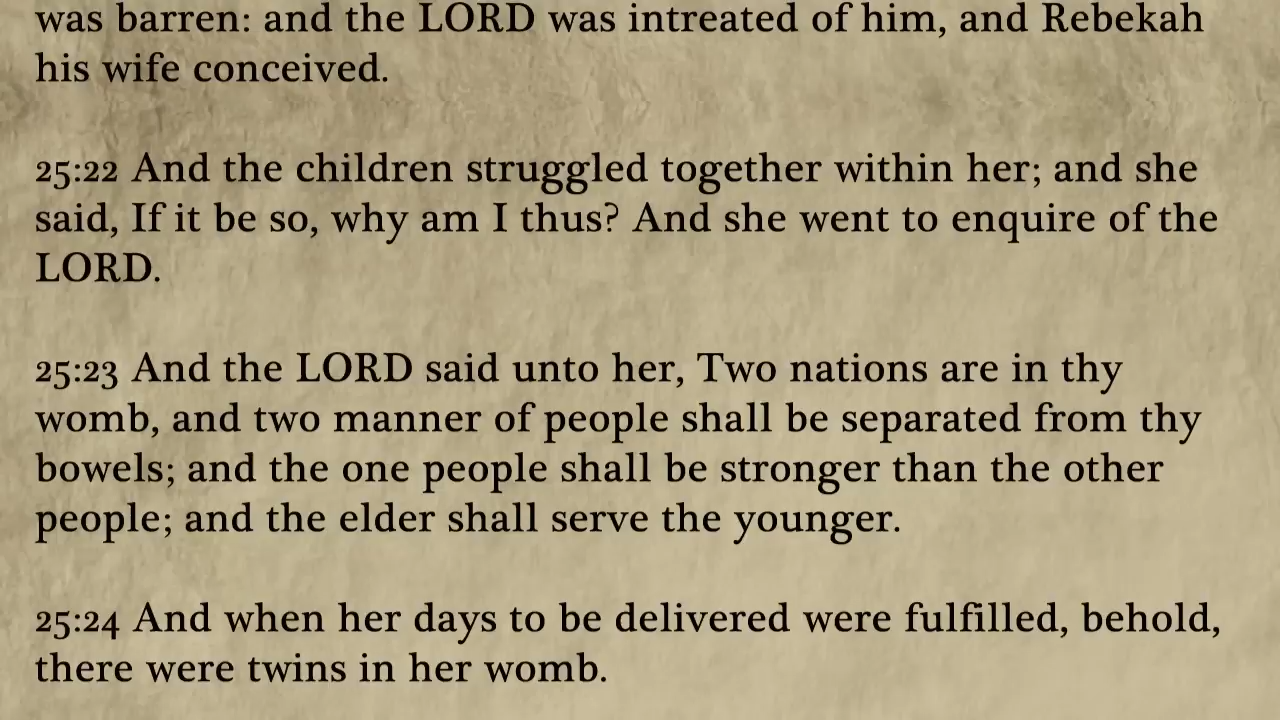 was barren: and the LORD was intreated of him, and Rebekah
his wife conceived.
25:22 And the children struggled together within her; and she
said, If it be so, why am I thus? And she went to enquire of the
LORD.
25:23 And the LORD said unto her, Two nations are in thy
womb, and two manner of people shall be separated from thy
bowels; and the one people shall be stronger than the other
people; and the elder shall serve the younger.
25:24 And when her days to be delivered were fulfilled, behold,
there were twins in her womb.